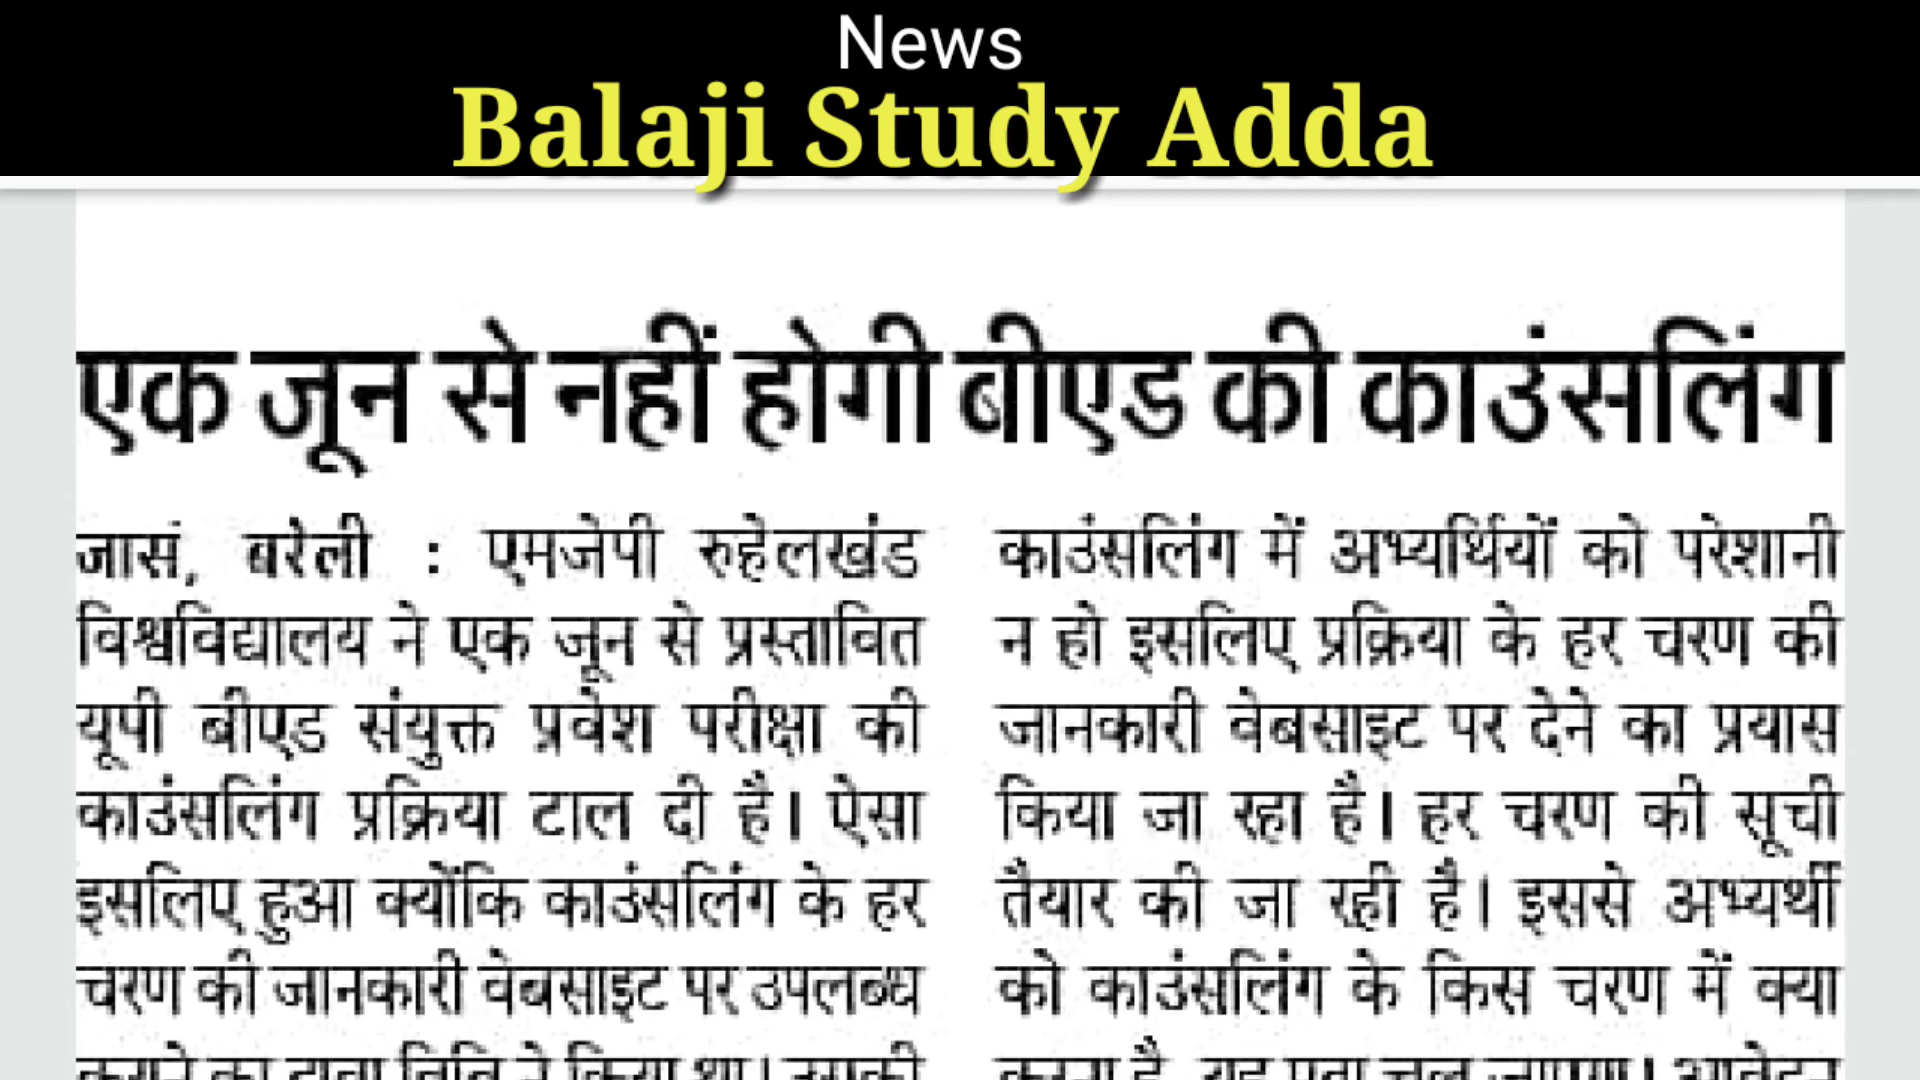 News
Balaji Study Adda
एक जून से नहीं होगी बीएड की काउंसलिंग
जासं, बरेली : एमजेपी रुहेलखंड
विश्वविद्यालय ने एक जून से प्रस्तावित
यूपी बीएड संयुक्त प्रवेश परीक्षा की
काउंसलिंग प्रक्रिया टाल दी है। ऐसा
इसलिए हुआ क्योंकि काउंसलिंग के हर
चरण की जानकारी वेबसाइट पर उपलब्ध
काउंसलिंग में अभ्यर्थियों को परेशानी
न हो इसलिए प्रक्रिया के हर चरण की
जानकारी वेबसाइट पर देने का प्रयास
किया जा रहा है। हर चरण की सूची
तैयार की जा रही है। इससे अभ्यर्थी
को काउंसलिंग के किस चरण में क्या